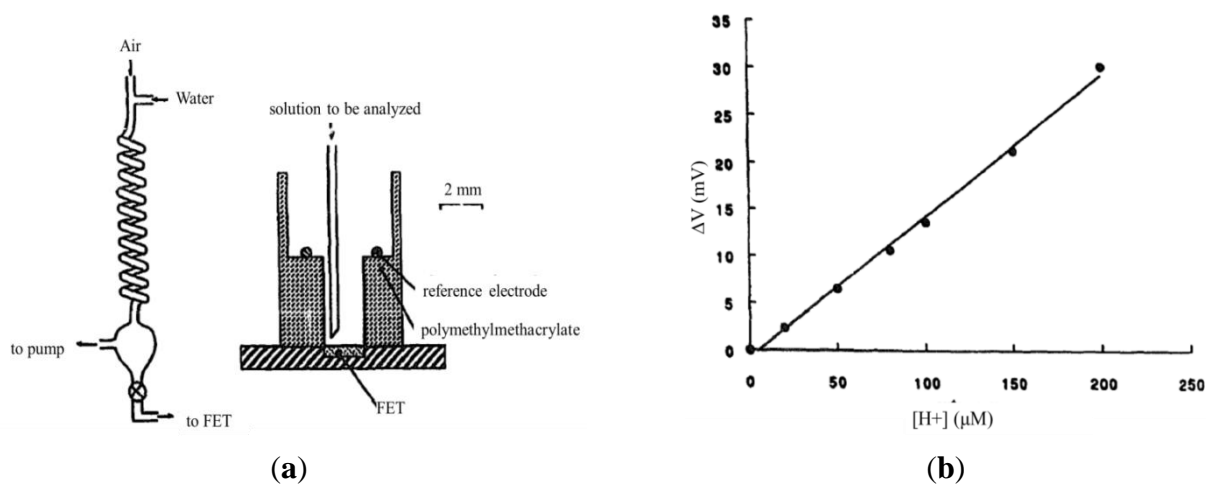 Air
Water
to pump
to FET
solution to be analyzed
2 mm
reference electrode
polymethylmethacrylate
FET
(a)
35
30
25
20
15
10
5
0
ΔV (mV)
0 50 100 150 200 250
[H+] (μM)
(b)